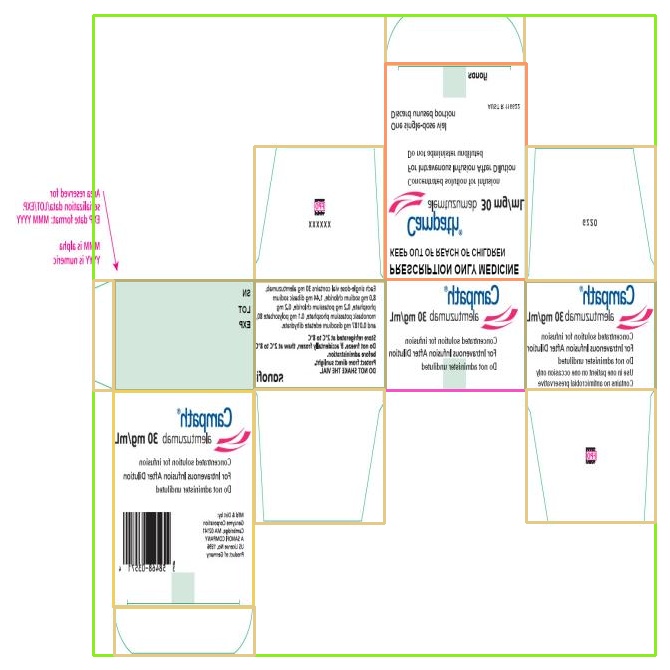 PRESCRIPTION ONLY MEDICINE
KEEP OUT OF REACH OF CHILDREN
Campath®
alemtuzumab 30 mg/mL
Concentrated solution for infusion
For Intravenous Infusion After Dilution
Do not administer undiluted
One single-dose vial
Discard unused portion
AUST R
sanofi
XXXXXX
Area reserved for
serialization data/LOT/EXP.
EXP date format: MMM YYYY
MMM is alpha
YYYY is numeric
SN
LOT
EXP
Each single-dose vial contains 30 mg alemtuzumab,
8.0 mg sodium chloride, 1.44 mg dibasic sodium
phosphate, 0.2 mg potassium chloride, 0.2 mg
monobasic potassium phosphate, 0.1 mg polysorbate 80,
and 0.0187 mg disodium edetate dihydrate.
Store refrigerated at 2°C to 8°C.
Do not freeze. If accidentally frozen, thaw at 2°C to 8°C
before administration.
Protect from direct sunlight.
DO NOT SHAKE THE VIAL
sanofi
Campath®
alemtuzumab 30 mg/mL
Concentrated solution for infusion
For Intravenous Infusion After Dilution
Do not administer undiluted
Campath®
alemtuzumab 30 mg/mL
Concentrated solution for infusion
For Intravenous Infusion After Dilution
Do not administer undiluted
Use in one patient on one occasion only
Contains no antimicrobial preservative
Campath®
alemtuzumab 30 mg/mL
Concentrated solution for infusion
For Intravenous Infusion After Dilution
Do not administer undiluted
Mfd & Dist by:
Genzyme Corporation
Cambridge, MA 02141
A SANOFI COMPANY
US License No. 1596
Product of Germany